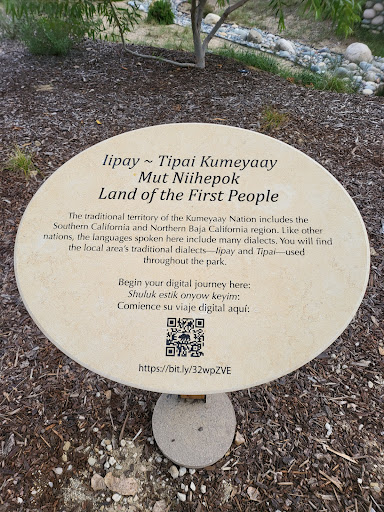 Iipay ~ Tipai Kumeyaay
Mut Niihepok
Land of the First People
The traditional territory of the Kumeyaay Nation includes the
Southern California and Northern Baja California region. Like other
nations, the languages spoken here include many dialects. You will find
the local area's traditional dialects—Iipay and Tipai—used
throughout the park.
Begin your digital journey here:
Shuluk estik onyow keyim:
Comience su viaje digital aquí:
https://bit.ly/32wpZVE